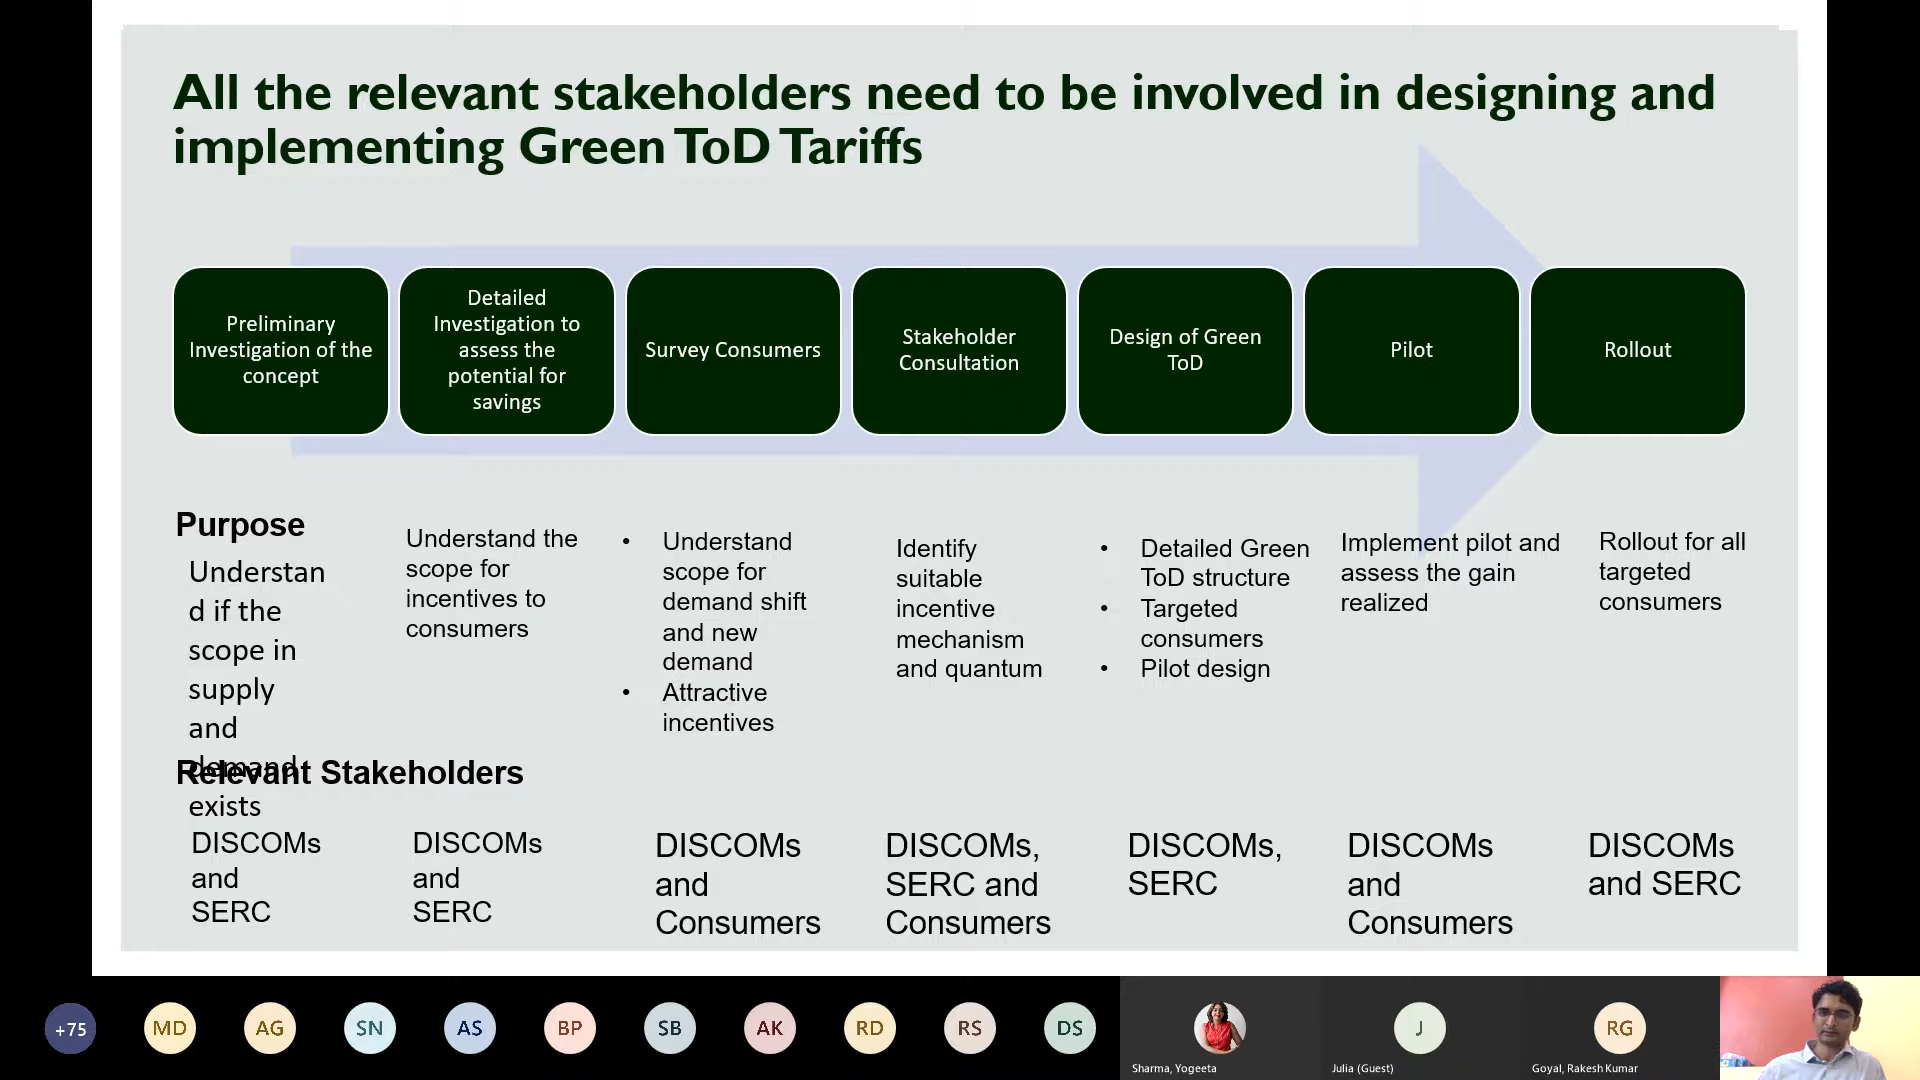 All the relevant stakeholders need to be involved in designing and
implementing Green ToD Tariffs
Preliminary
Investigation of the
concept
Detailed
Investigation to
assess the
potential for
savings
Survey Consumers
Stakeholder
Consultation
Design of Green
ToD
Pilot
Rollout
Purpose
Understan
d if the
scope in
supply
and
demand
exists
Understand the
scope for
incentives to
consumers
• Understand
scope for
demand shift
and new
demand
• Attractive
incentives
Identify
suitable
incentive
mechanism
and quantum
• Detailed Green
ToD structure
• Targeted
consumers
• Pilot design
Implement pilot and
assess the gain
realized
Rollout for all
targeted
consumers
Relevant Stakeholders
DISCOMs
and
SERC
DISCOMs
and
SERC
DISCOMs
and
Consumers
DISCOMs,
SERC and
Consumers
DISCOMs,
SERC
DISCOMs
and
Consumers
DISCOMs
and SERC
+75
MD
AG
SN
AS
BP
SB
AK
RD
RS
DS
Sharma, Yogeeta
J
Julia (Guest)
RG
Goyal, Rakesh Kumar